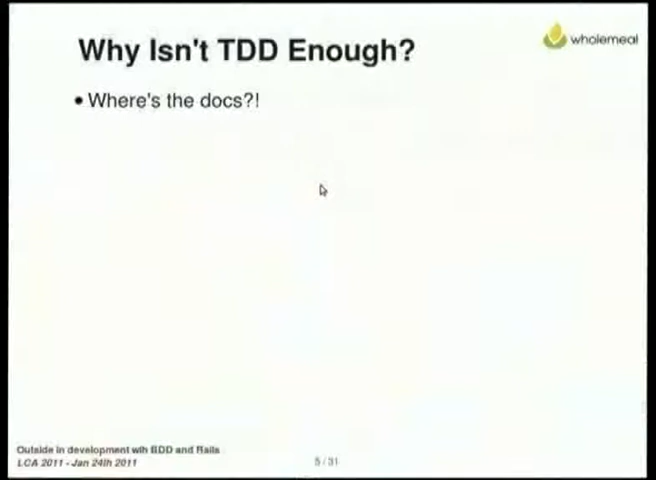 Why Isn't TDD Enough?
wholemeal
• Where's the docs?!
Outside in development wih BDD and Rails
LCA 2011 - Jan 24th 2011
5 / 31